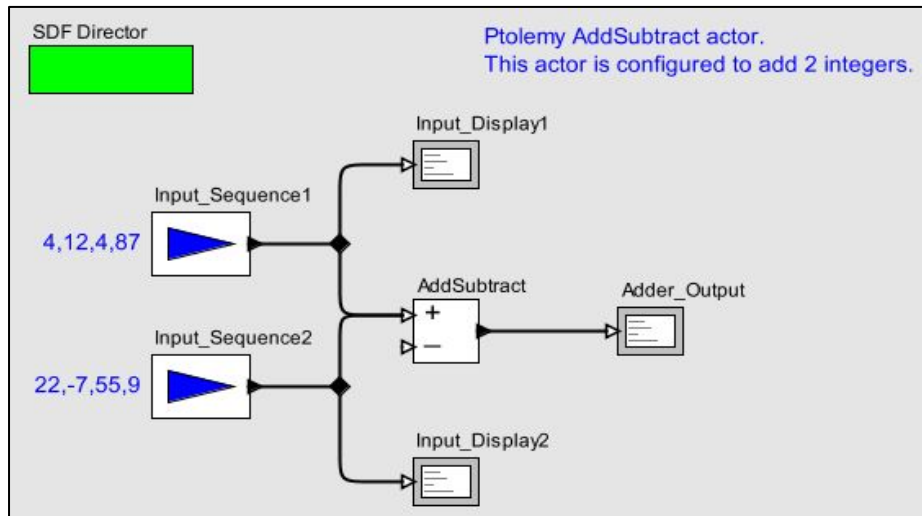 SDF Director
Ptolemy AddSubtract actor.
This actor is configured to add 2 integers.
Input_Display1
Input_Sequence1
4,12,4,87
AddSubtract
+
−
Adder_Output
Input_Sequence2
22,-7,55,9
Input_Display2